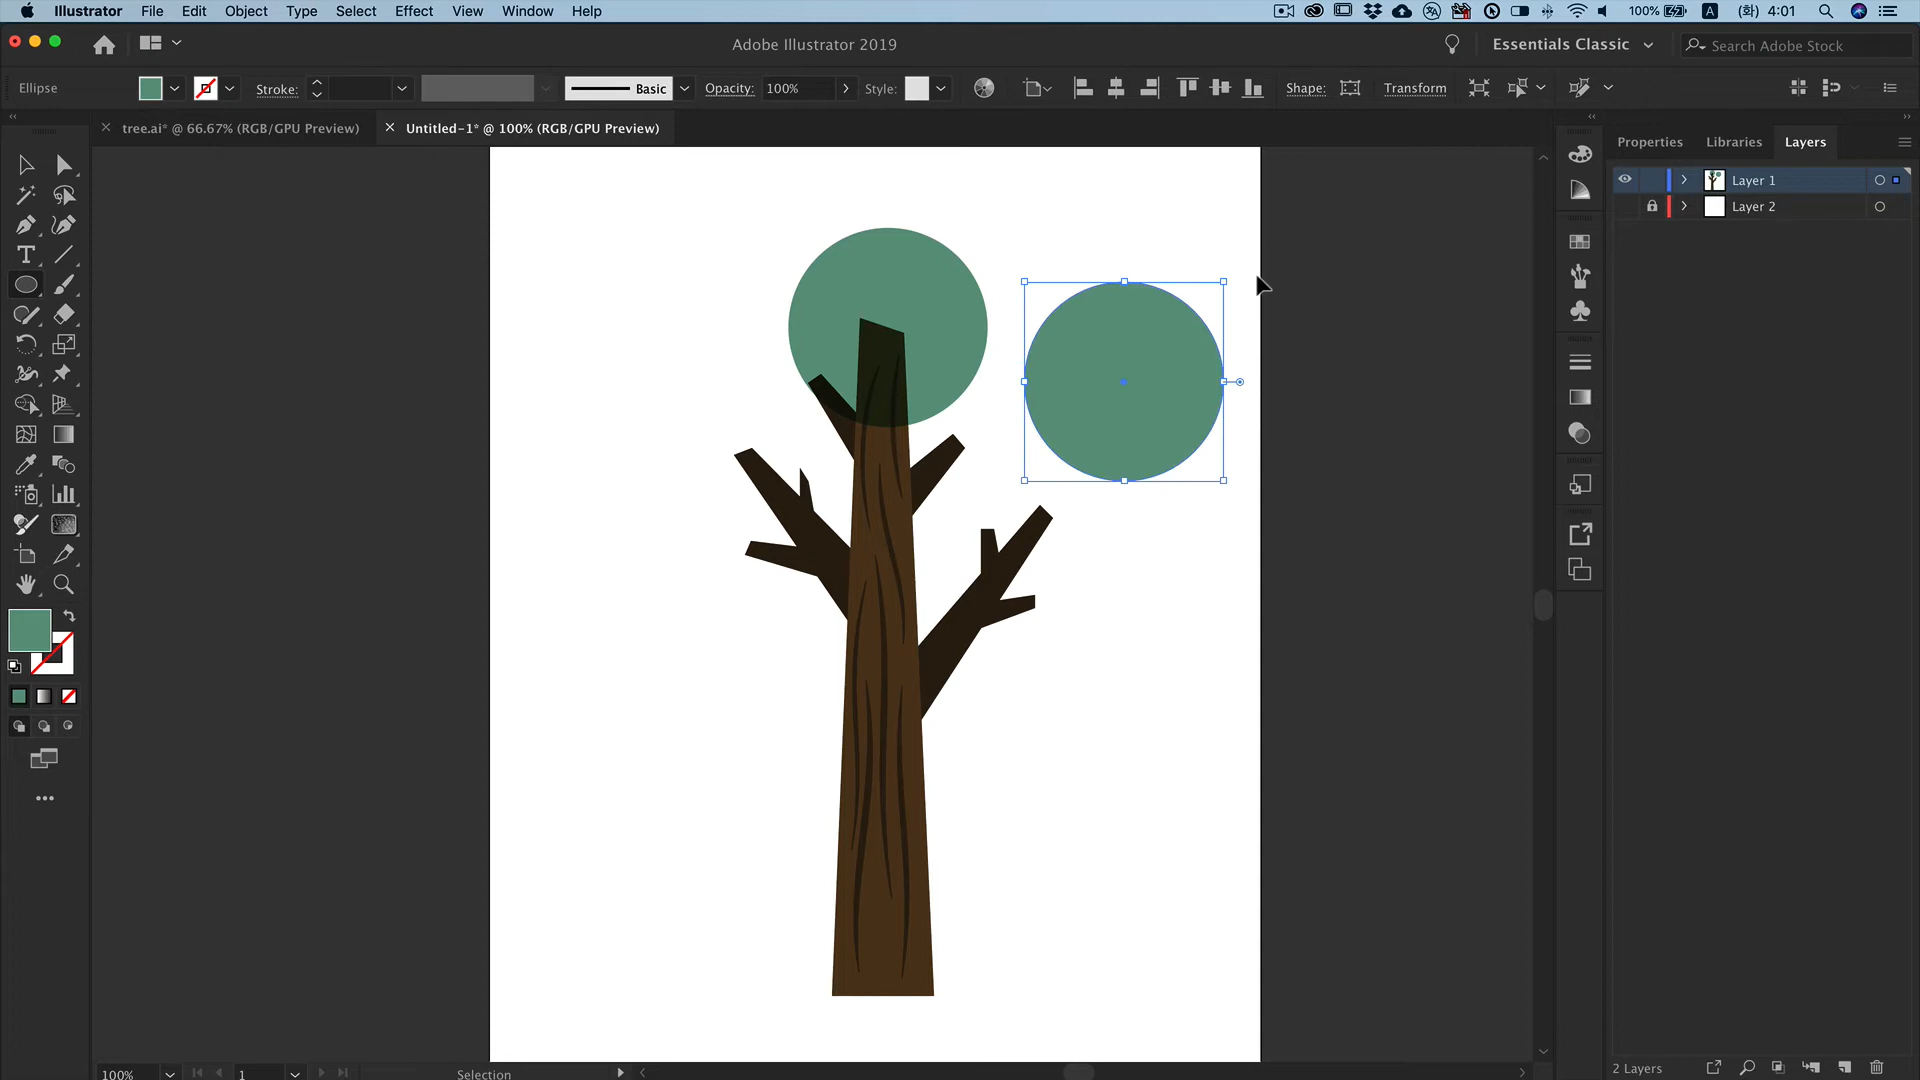 Illustrator File Edit Object Type Select Effect View Window Help 100% A (화) 4:01
Adobe Illustrator 2019 Essentials Classic Search Adobe Stock
Ellipse Stroke: Basic Opacity: 100% Style: Shape: Transform
tree.ai* @ 66.67% (RGB/GPU Preview) Untitled-1* @ 100% (RGB/GPU Preview)
Properties Libraries Layers
Layer 1
Layer 2
100% 1 Selection 2 Layers